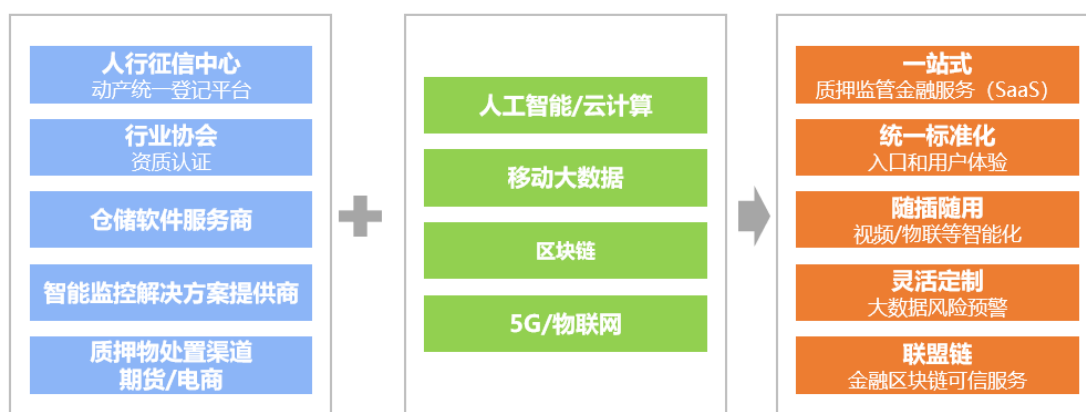 人行征信中心
动产统一登记平台
行业协会
资质认证
仓储软件服务商
智能监控解决方案提供商
质押物处置渠道
期货/电商
人工智能/云计算
移动大数据
区块链
5G/物联网
一站式
质押监管金融服务（SaaS）
统一标准化
入口和用户体验
随插随用
视频/物联等智能化
灵活定制
大数据风险预警
联盟链
金融区块链可信服务